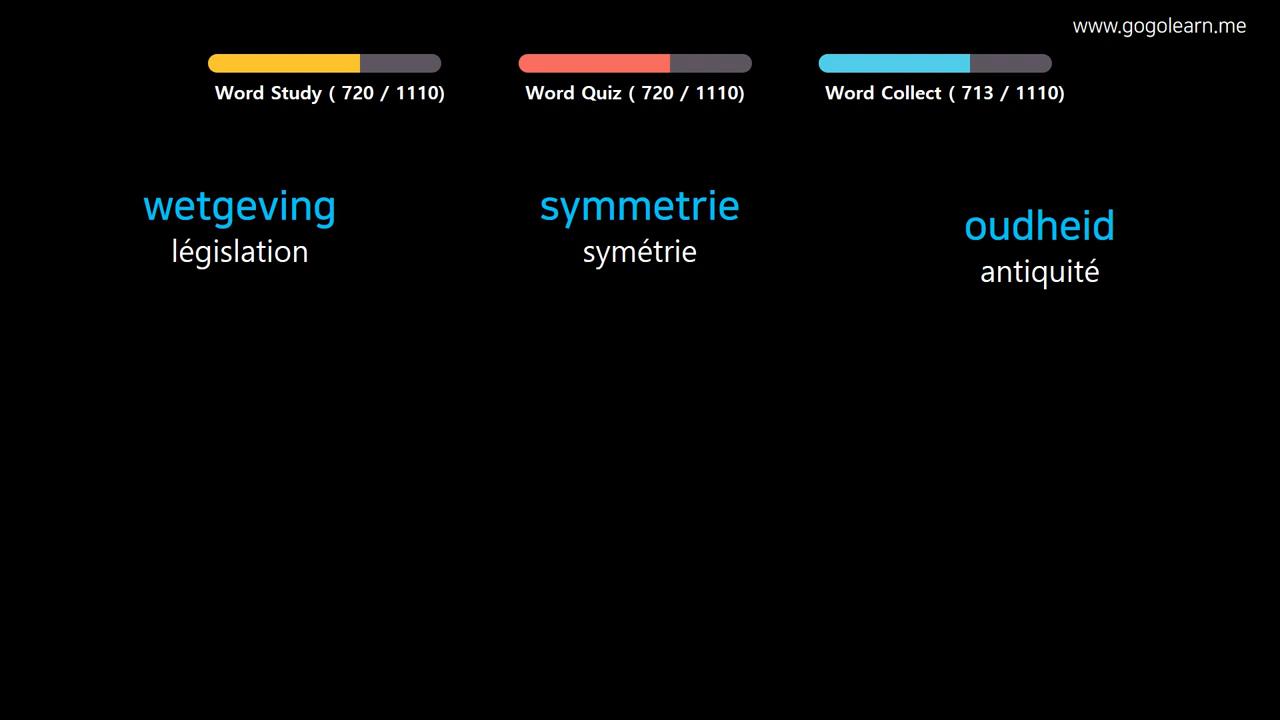 www.gogolearn.me
Word Study ( 720 / 1110)
Word Quiz ( 720 / 1110)
Word Collect ( 713 / 1110)
wetgeving
législation
symmetrie
symétrie
oudheid
antiquité